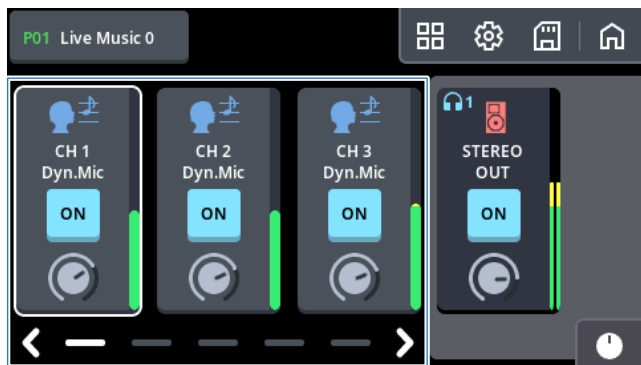 P01 Live Music 0
CH 1
Dyn.Mic
ON
CH 2
Dyn.Mic
ON
CH 3
Dyn.Mic
ON
1
STEREO
OUT
ON